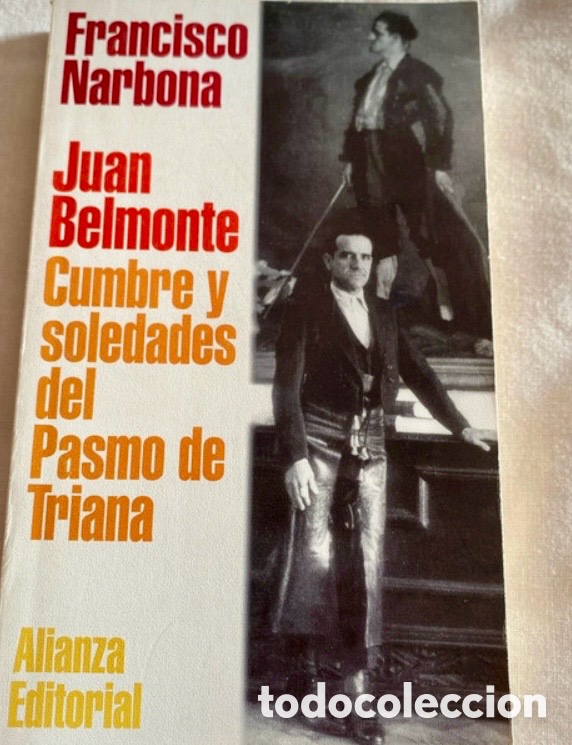 Francisco
Narbona
Juan
Belmonte
Cumbre y
soledades
del
Pasmo de
Triana
Alianza
Editorial
todocoleccion